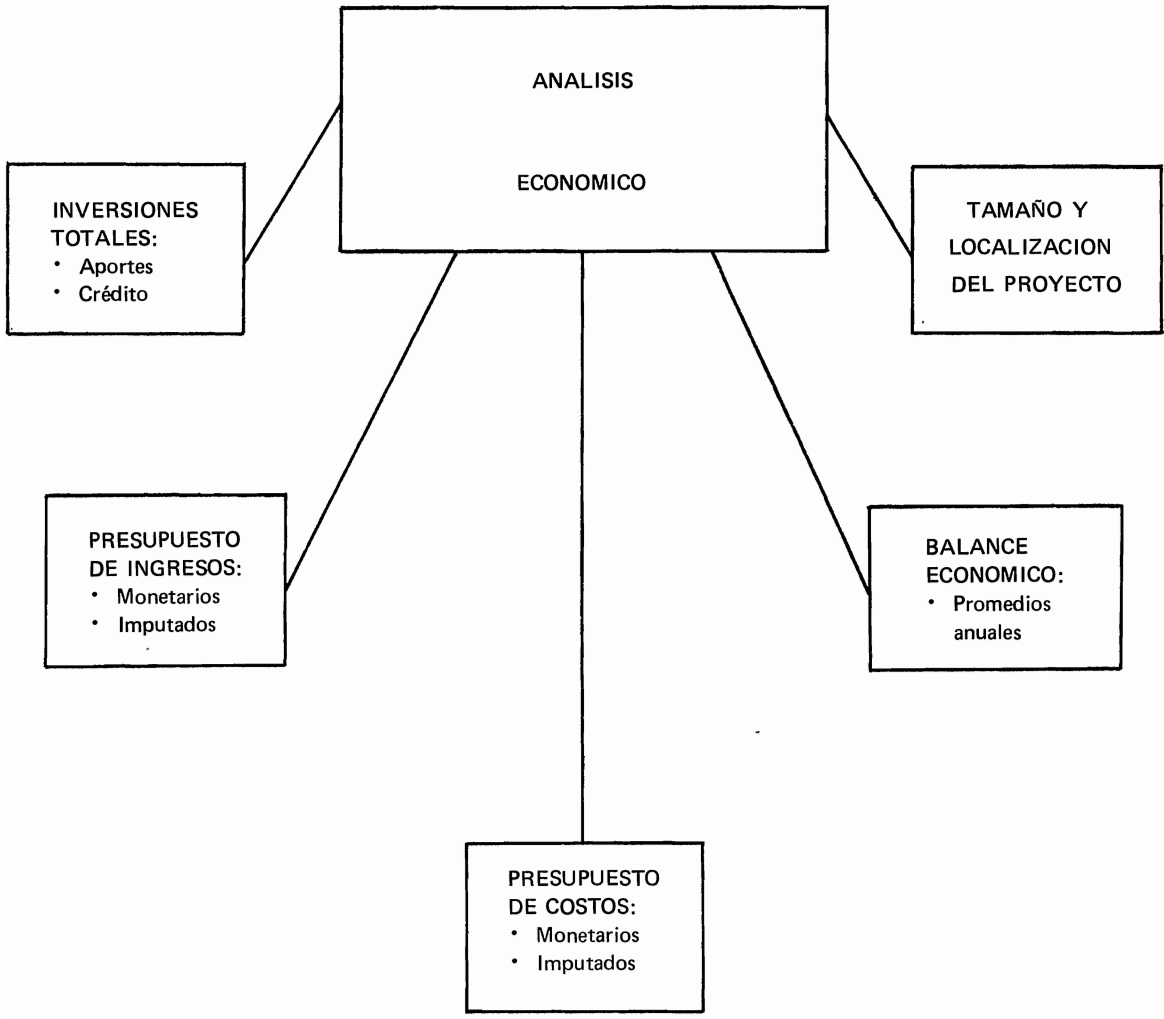 ANALISIS
ECONOMICO
INVERSIONES
TOTALES:
• Aportes
• Crédito
TAMAÑO Y
LOCALIZACION
DEL PROYECTO
PRESUPUESTO
DE INGRESOS:
• Monetarios
• Imputados
BALANCE
ECONOMICO:
• Promedios
anuales
PRESUPUESTO
DE COSTOS:
• Monetarios
• Imputados